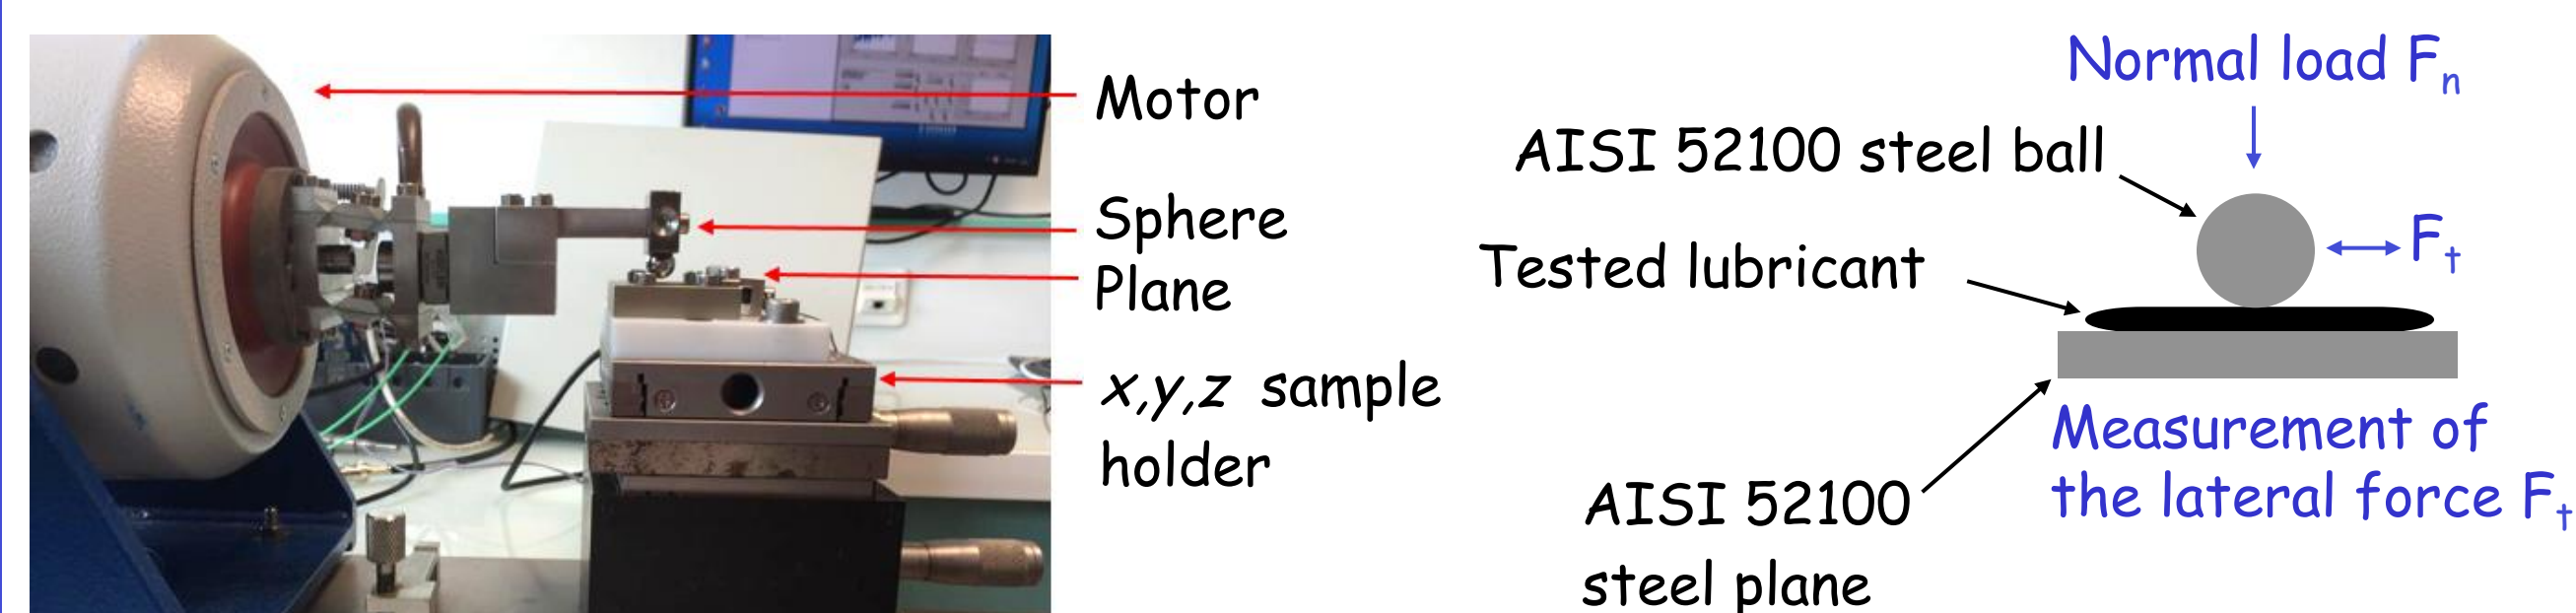 Motor
Sphere
Plane
x,y,z sample
holder
Normal load Fn
AISI 52100 steel ball
Ft
Tested lubricant
Measurement of
the lateral force Ft
AISI 52100
steel plane